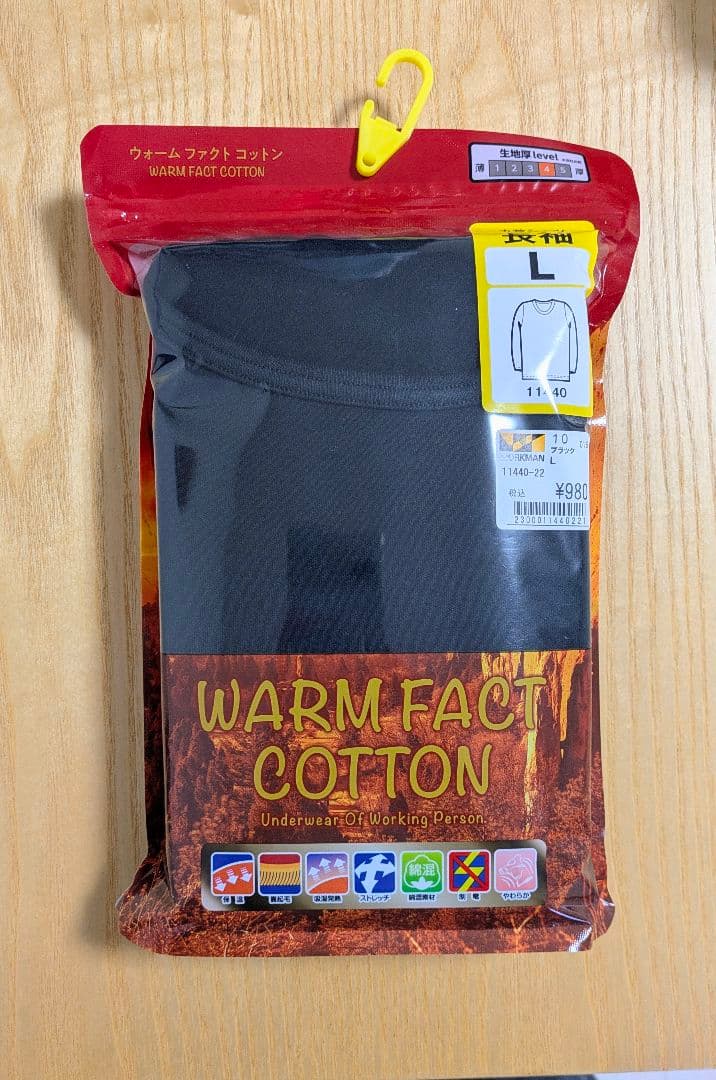 ウォーム ファクト コットン
WARM FACT COTTON
生地厚level
薄 1 2 3 4 5 厚
長袖
L
11440
WORKMAN
10
ブラック
L
11440-22
税込 ¥980
2300011440221
WARM FACT
COTTON
Underwear Of Working Person.
綿混
保温 裏起毛 吸湿発熱 ストレッチ 綿混素材 制電 やわらか